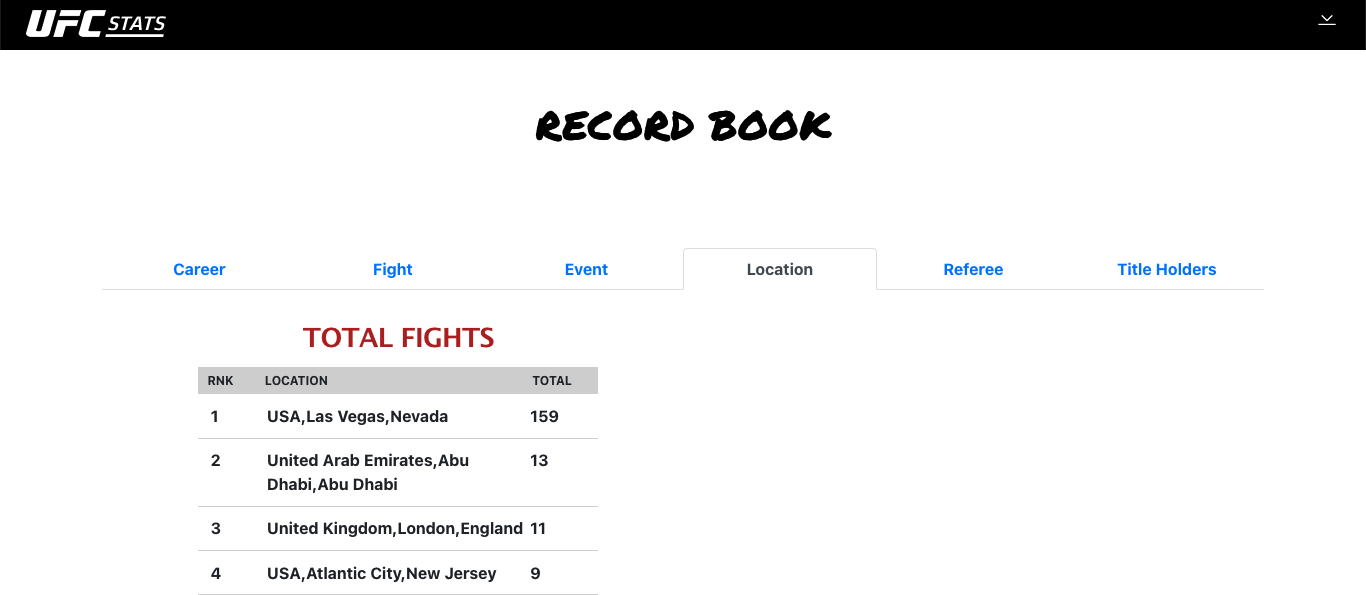 UFC STATS
RECORD BOOK
Career Fight Event Location Referee Title Holders
TOTAL FIGHTS
RNK LOCATION TOTAL
1 USA,Las Vegas,Nevada 159
2 United Arab Emirates,Abu 13
Dhabi,Abu Dhabi
3 United Kingdom,London,England 11
4 USA,Atlantic City,New Jersey 9